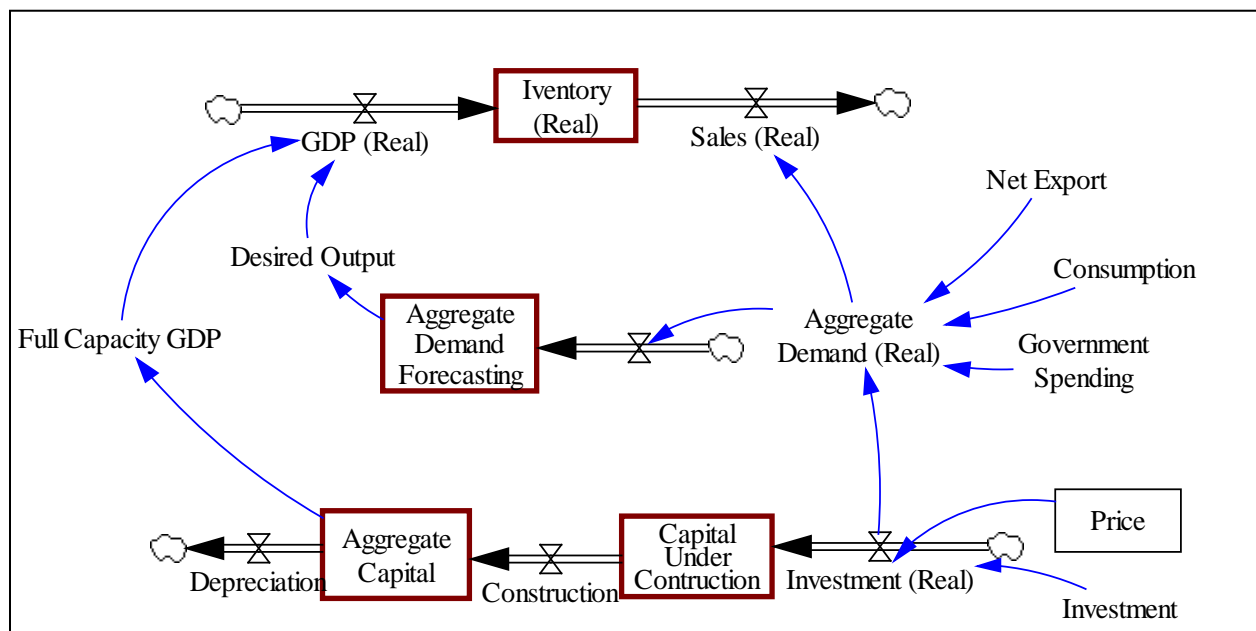 Iventory
(Real)
GDP (Real)
Sales (Real)
Net Export
Desired Output
Consumption
Full Capacity GDP
Aggregate
Demand
Forecasting
Aggregate
Demand (Real)
Government
Spending
Price
Aggregate
Capital
Capital
Under
Contruction
Depreciation
Construction
Investment (Real)
Investment